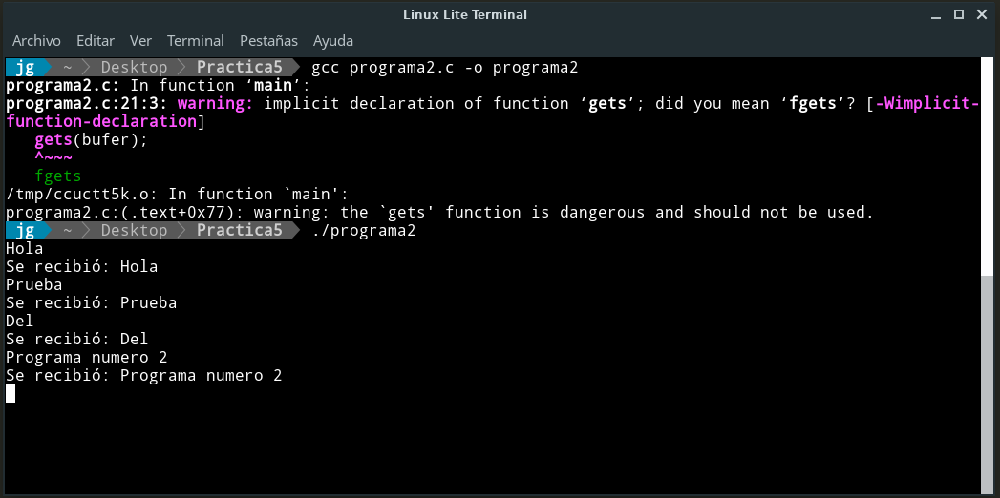 Linux Lite Terminal
Archivo Editar Ver Terminal Pestañas Ayuda
jg ~ Desktop Practica5 gcc programa2.c -o programa2
programa2.c: In function ‘main’:
programa2.c:21:3: warning: implicit declaration of function ‘gets’; did you mean ‘fgets’? [-Wimplicit-
function-declaration]
gets(bufer);
^~~~
fgets
/tmp/ccuctt5k.o: In function `main':
programa2.c:(.text+0x77): warning: the `gets' function is dangerous and should not be used.
jg ~ Desktop Practica5 ./programa2
Hola
Se recibió: Hola
Prueba
Se recibió: Prueba
Del
Se recibió: Del
Programa numero 2
Se recibió: Programa numero 2